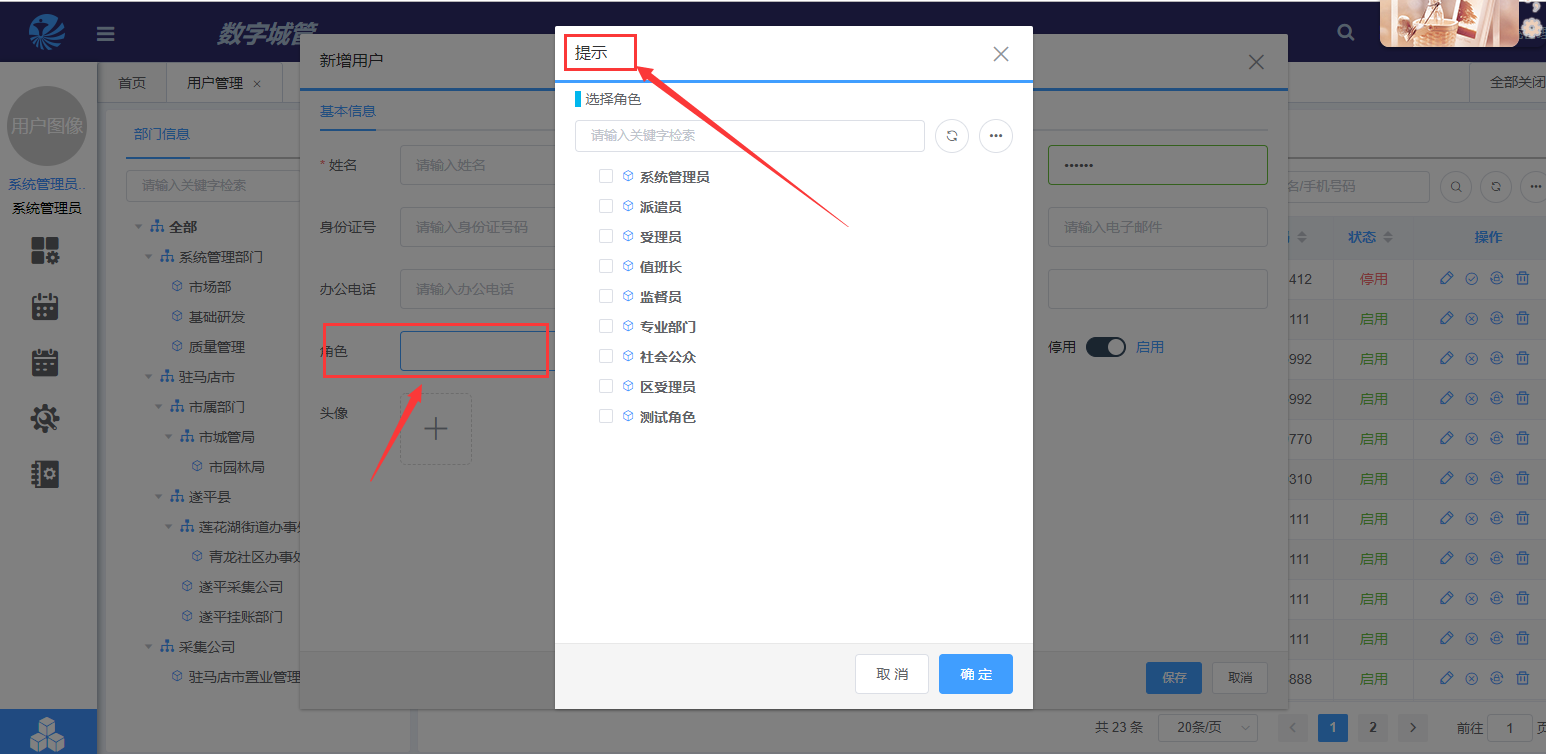 数字城管
首页
用户管理
全部关闭
用户图像
系统管理员..
系统管理员
部门信息
请输入关键字检索
全部
系统管理部门
市场部
基础研发
质量管理
驻马店市
市属部门
市城管局
市园林局
遂平县
莲花湖街道办事处
青龙社区办事处
遂平采集公司
遂平挂账部门
采集公司
驻马店市置业管理
新增用户
基本信息
* 姓名
请输入姓名
身份证号
请输入身份证号码
请输入电子邮件
办公电话
请输入办公电话
角色
停用
启用
头像
保存
取消
提示
选择角色
请输入关键字检索
系统管理员
派遣员
受理员
值班长
监督员
专业部门
社会公众
区受理员
测试角色
取 消
确 定
名/手机号码
状态
操作
412
停用
111
启用
992
启用
992
启用
770
启用
310
启用
111
启用
111
启用
111
启用
111
启用
888
启用
共 23 条
20条/页
1
2
前往
1
页